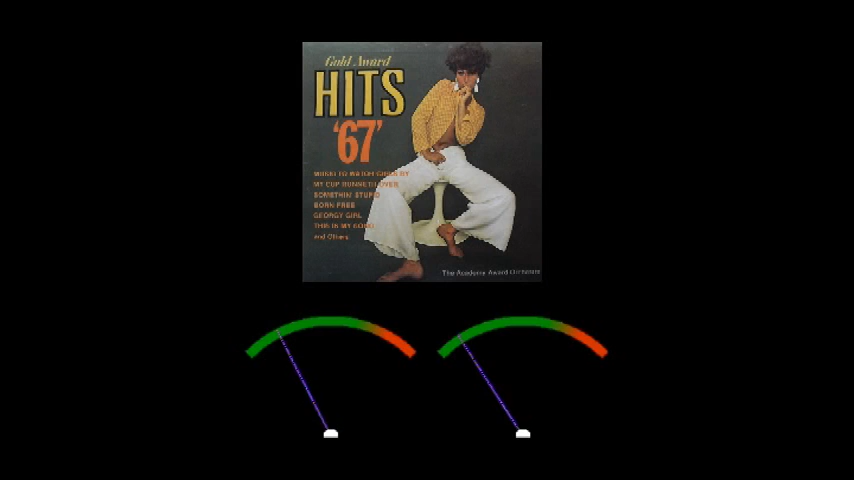 Gold Award
HITS
'67'
MUSIC TO WATCH GIRLS BY
MY CUP RUNNETH OVER
SOMETHIN' STUPID
BORN FREE
GEORGY GIRL
THIS IS MY SONG
and Others
The Academy Award Orchestra